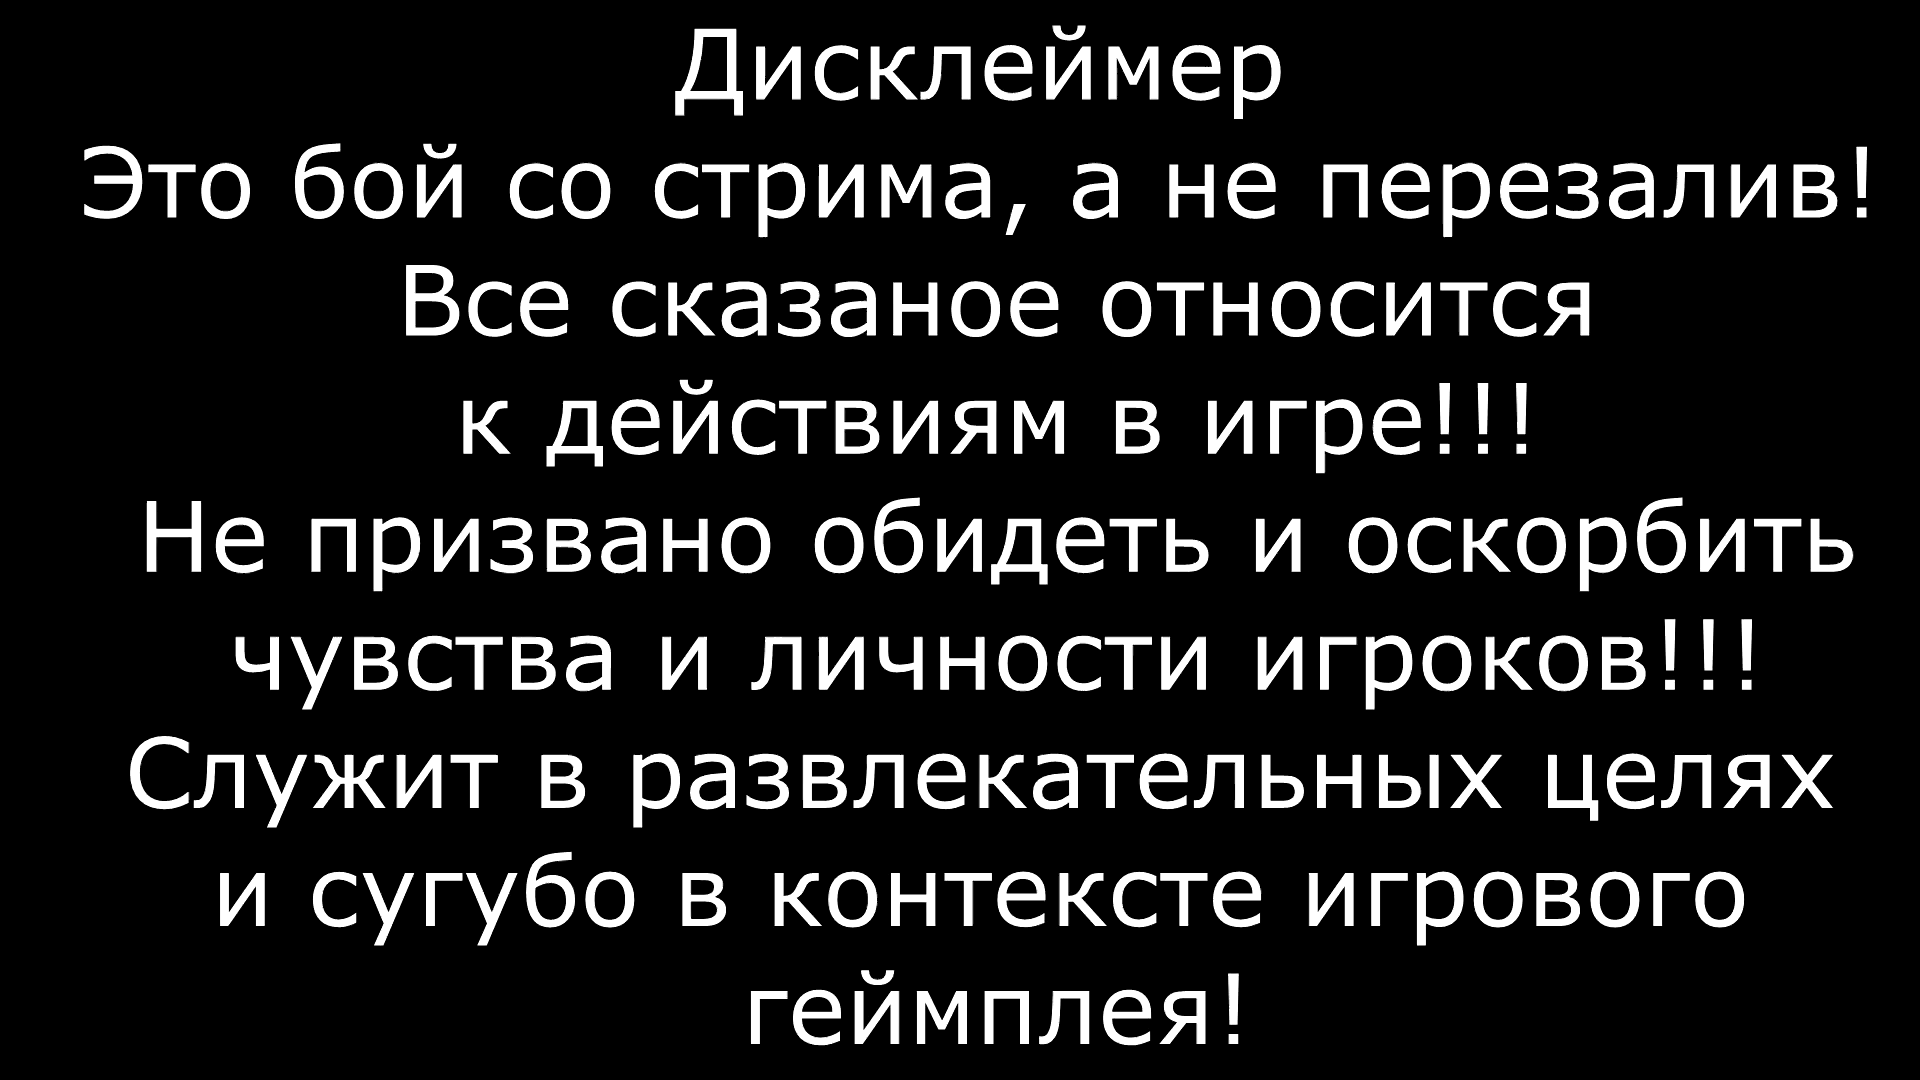 Дисклеймер
Это бой со стрима, а не перезалив!
Все сказаное относится
к действиям в игре!!!
Не призвано обидеть и оскорбить
чувства и личности игроков!!!
Служит в развлекательных целях
и сугубо в контексте игрового
геймплея!